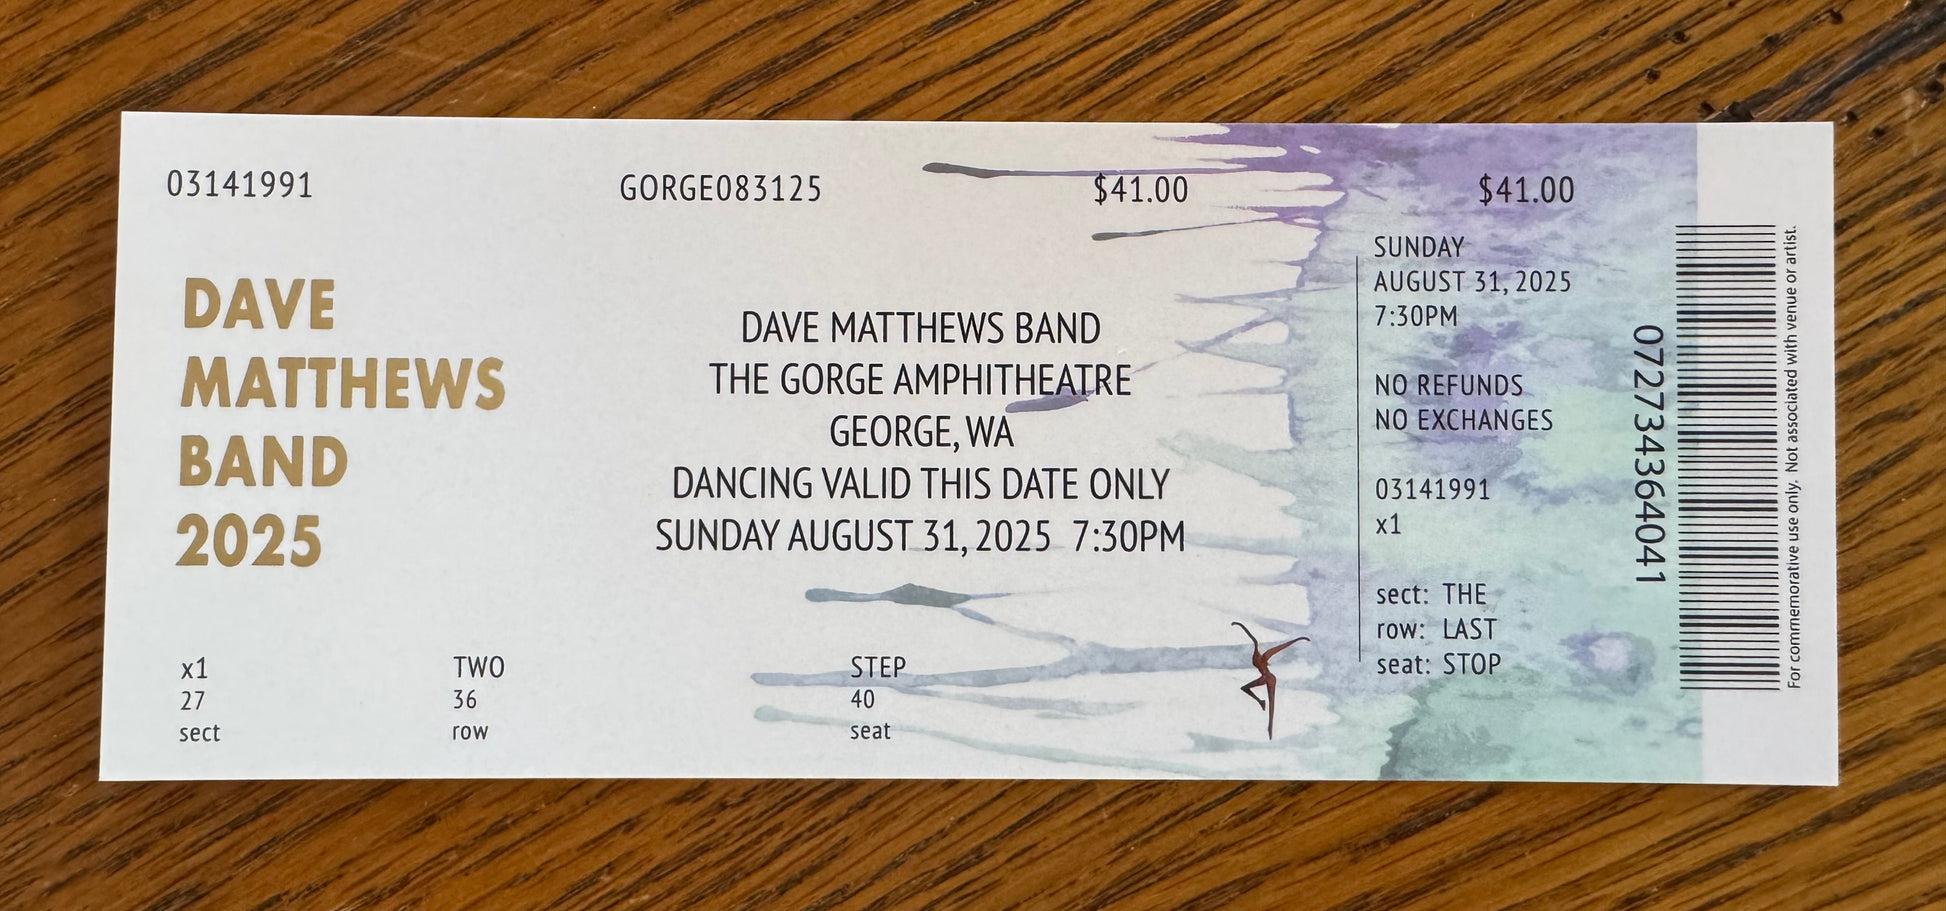 03141991
GORGE083125
$41.00
$41.00
DAVE
MATTHEWS
BAND
2025
DAVE MATTHEWS BAND
THE GORGE AMPHITHEATRE
GEORGE, WA
DANCING VALID THIS DATE ONLY
SUNDAY AUGUST 31, 2025 7:30PM
x1
27
sect
TWO
36
row
STEP
40
seat
SUNDAY
AUGUST 31, 2025
7:30PM
NO REFUNDS
NO EXCHANGES
03141991
x1
sect: THE
row: LAST
seat: STOP
0727343664041
For commemorative use only. Not associated with venue or artist.